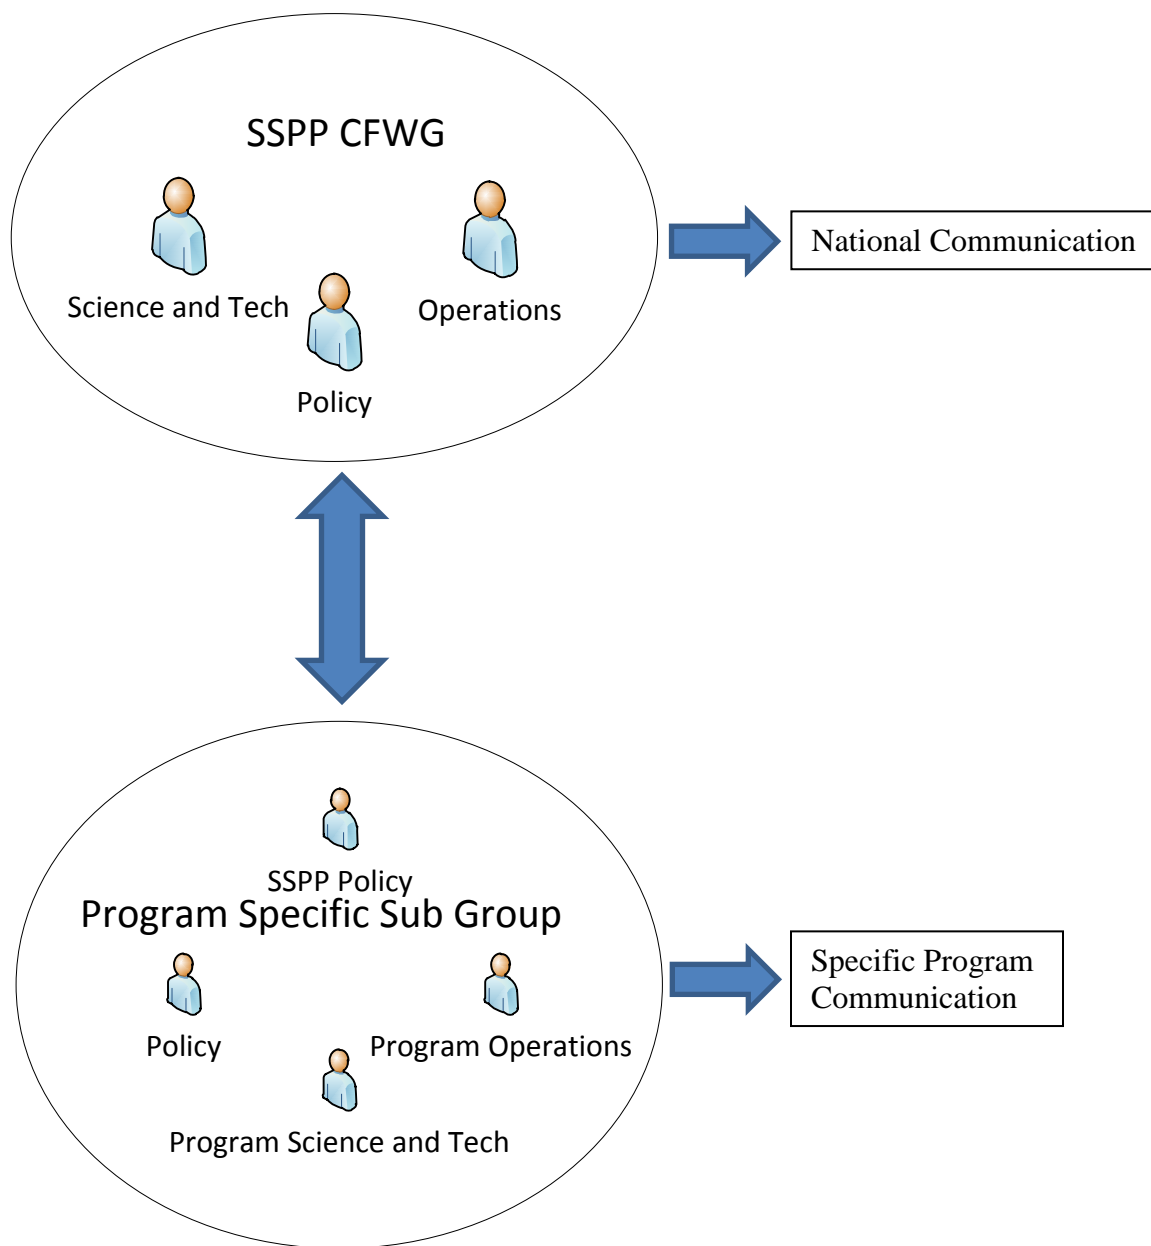 SSPP CFWG
National Communication
Science and Tech
Operations
Policy
SSPP Policy
Program Specific Sub Group
Specific Program
Communication
Policy
Program Operations
Program Science and Tech